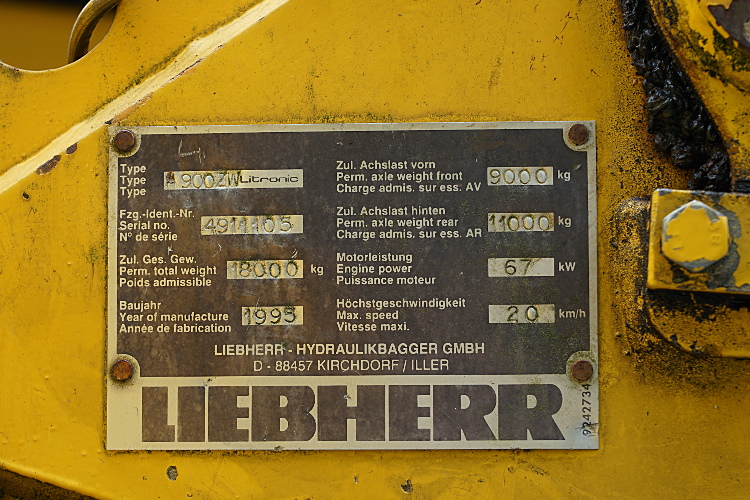 Type
Type A 900ZW Litronic
Type
Fzg.-Ident.-Nr.
Serial no. 4911105
N° de série
Zul. Ges. Gew.
Perm. total weight 18000 kg
Poids admissible
Baujahr
Year of manufacture 1995
Année de fabrication
Zul. Achslast vorn
Perm. axle weight front 9000 kg
Charge admis. sur ess. AV
Zul. Achslast hinten
Perm. axle weight rear 11000 kg
Charge admis. sur ess. AR
Motorleistung
Engine power 67 kW
Puissance moteur
Höchstgeschwindigkeit
Max. speed 20 km/h
Vitesse maxi.
LIEBHERR - HYDRAULIKBAGGER GMBH
D - 88457 KIRCHDORF / ILLER
LIEBHERR
9242734